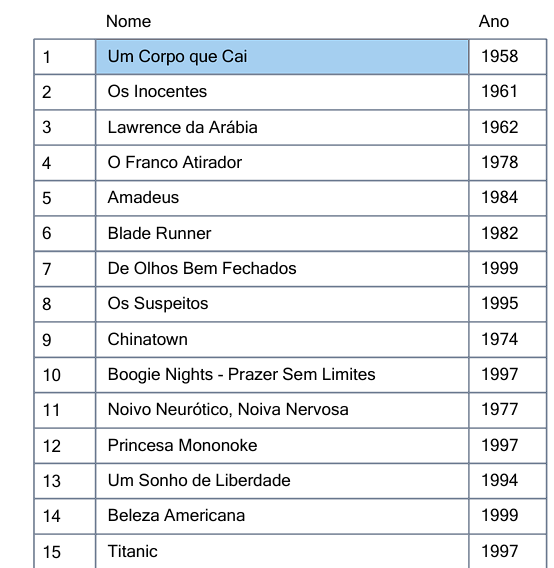 Nome Ano
1 Um Corpo que Cai 1958
2 Os Inocentes 1961
3 Lawrence da Arábia 1962
4 O Franco Atirador 1978
5 Amadeus 1984
6 Blade Runner 1982
7 De Olhos Bem Fechados 1999
8 Os Suspeitos 1995
9 Chinatown 1974
10 Boogie Nights - Prazer Sem Limites 1997
11 Noivo Neurótico, Noiva Nervosa 1977
12 Princesa Mononoke 1997
13 Um Sonho de Liberdade 1994
14 Beleza Americana 1999
15 Titanic 1997